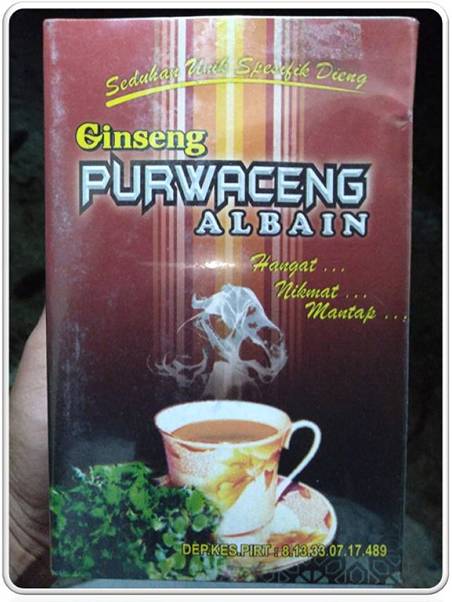 Seduhan Unik Spesifik Dieng
Ginseng
PURWACENG
ALBAIN
Hangat ...
Nikmat ...
Mantap ...
DEP.KES.PIRT : 8.13.33.07.17.489